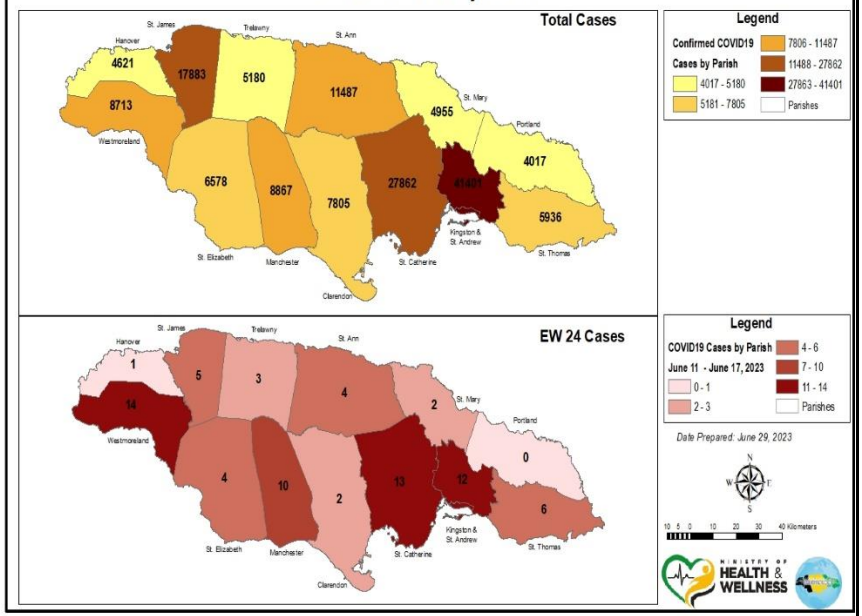 Total Cases
St. James
Trelawny
Hanover
St. Ann
4621
17883
5180
11487
8713
4955
St. Mary
Portland
Westmoreland
4017
6578
8867
7805
27862
41401
5936
Kingston &
St. Andrew
St. Thomas
St. Elizabeth
Manchester
St. Catherine
Clarendon
Legend
Confirmed COVID19
Cases by Parish
4017 - 5180
5181 - 7805
7806 - 11487
11488 - 27862
27863 - 41401
Parishes
EW 24 Cases
St. James
Trelawny
Hanover
St. Ann
1
5
3
4
14
2
St. Mary
Portland
Westmoreland
0
4
10
2
13
12
6
Kingston &
St. Andrew
St. Thomas
St. Elizabeth
Manchester
St. Catherine
Clarendon
Legend
COVID19 Cases by Parish
June 11 - June 17, 2023
0 - 1
2 - 3
4 - 6
7 - 10
11 - 14
Parishes
Date Prepared: June 29, 2023
N
W E
S
10 5 0 10 20 30 40 Kilometers
MINISTRY OF
HEALTH &
WELLNESS